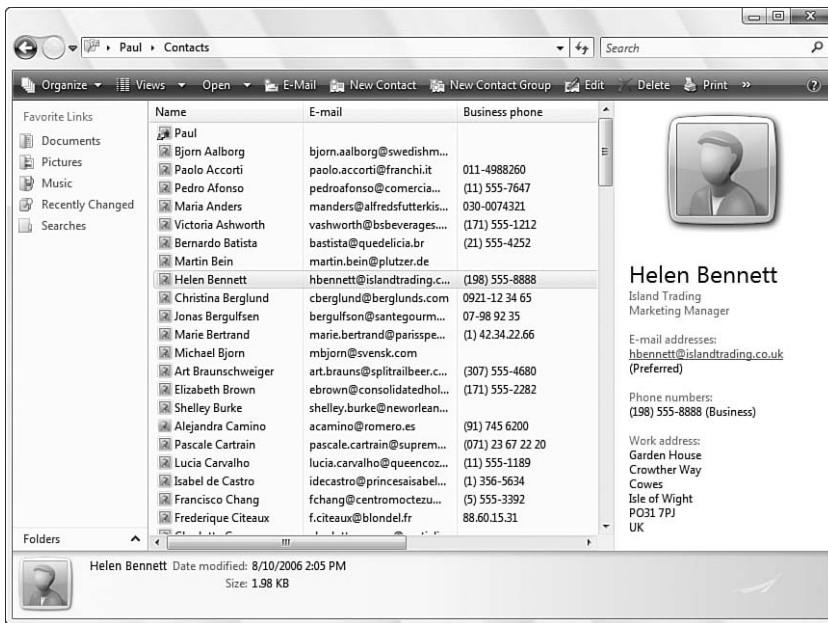 Paul ▸ Contacts
Search
Organize Views Open E-Mail New Contact New Contact Group Edit Delete Print »
Favorite Links
Documents
Pictures
Music
Recently Changed
Searches
Folders
Name E-mail Business phone
Paul
Bjorn Aalborg bjorn.aalborg@swedishm...
Paolo Accorti paolo.accorti@franchi.it 011-4988260
Pedro Afonso pedroafonso@comercia... (11) 555-7647
Maria Anders manders@alfredsfutterkis... 030-0074321
Victoria Ashworth vashworth@bsbeverages.... (171) 555-1212
Bernardo Batista bastista@quedelicia.br (21) 555-4252
Martin Bein martin.bein@plutzer.de
Helen Bennett hbennett@islandtrading.c... (198) 555-8888
Christina Berglund cberglund@berglunds.com 0921-12 34 65
Jonas Bergulfsen bergulfson@santegourm... 07-98 92 35
Marie Bertrand marie.bertrand@parisspe... (1) 42.34.22.66
Michael Bjorn mbjorn@svensk.com
Art Braunschweiger art.brauns@splitrailbeer.c... (307) 555-4680
Elizabeth Brown ebrown@consolidatedhol... (171) 555-2282
Shelley Burke shelley.burke@neworlean...
Alejandra Camino acamino@romero.es (91) 745 6200
Pascale Cartrain pascale.cartrain@suprem... (071) 23 67 22 20
Lucia Carvalho lucia.carvalho@queencoz... (11) 555-1189
Isabel de Castro idecastro@princesaisabel... (1) 356-5634
Francisco Chang fchang@centromoctezu... (5) 555-3392
Frederique Citeaux f.citeaux@blondel.fr 88.60.15.31
Helen Bennett
Island Trading
Marketing Manager
E-mail addresses:
hbennett@islandtrading.co.uk
(Preferred)
Phone numbers:
(198) 555-8888 (Business)
Work address:
Garden House
Crowther Way
Cowes
Isle of Wight
PO31 7PJ
UK
Helen Bennett Date modified: 8/10/2006 2:05 PM
Size: 1.98 KB